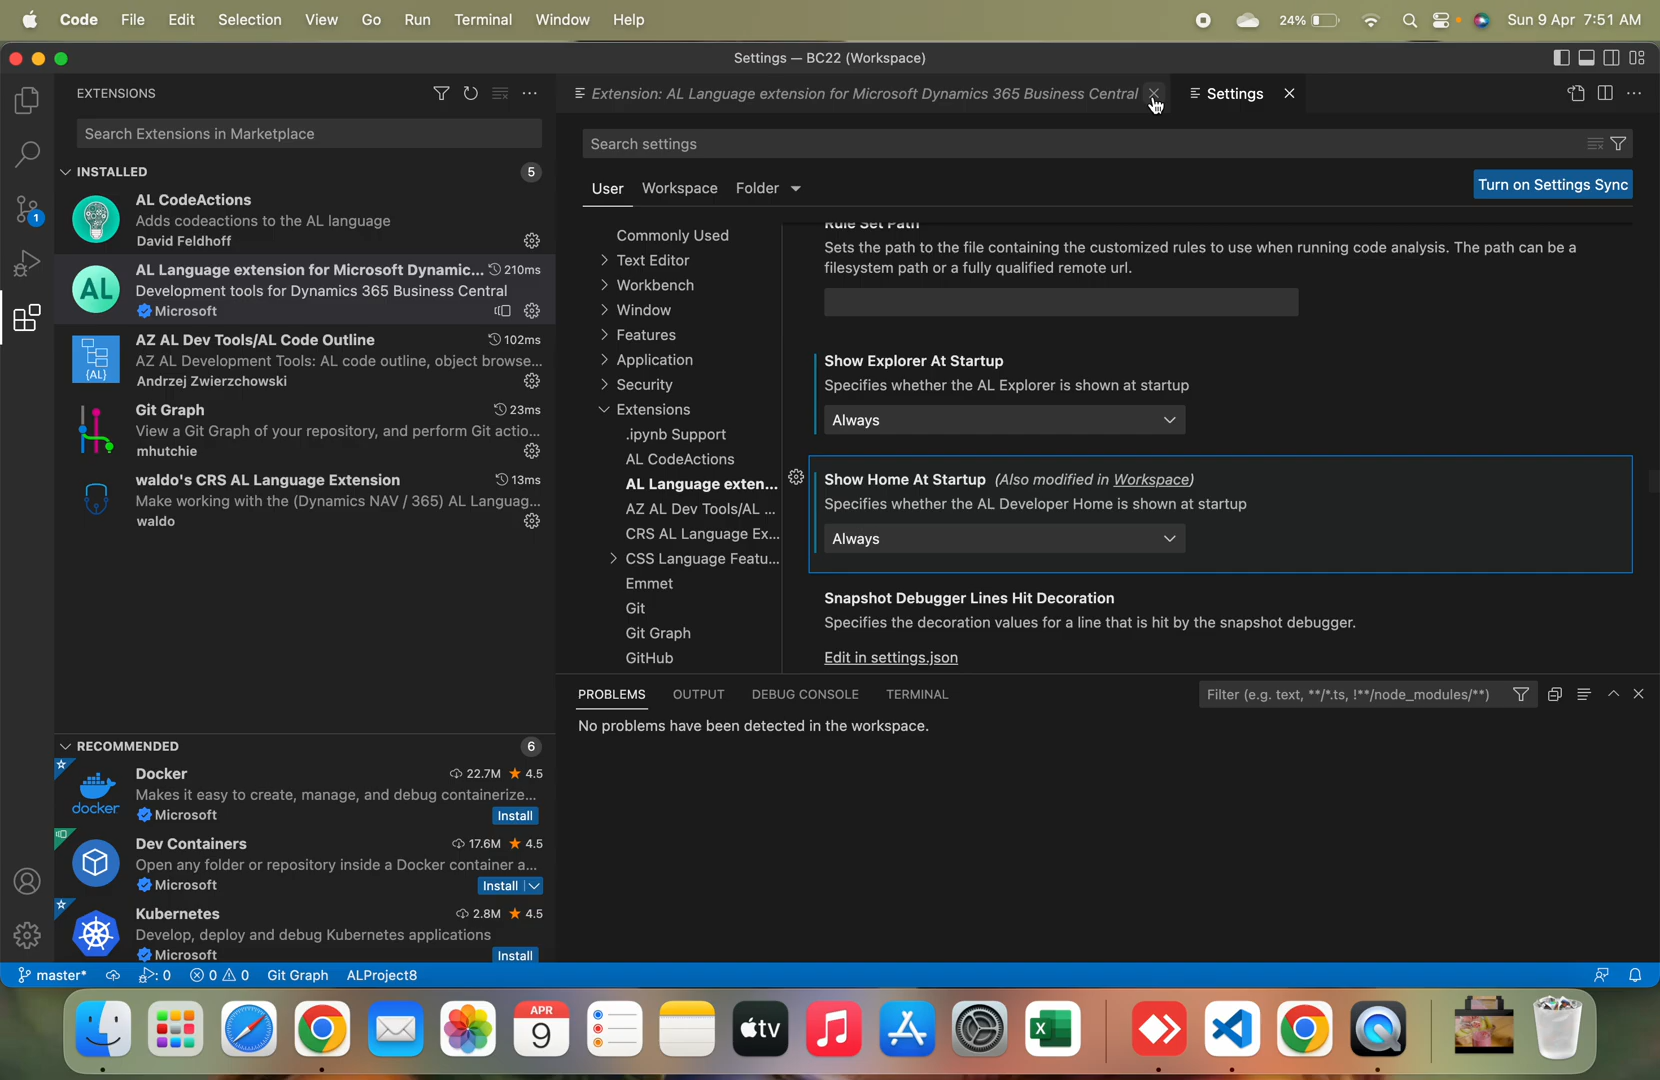 Code File Edit Selection View Go Run Terminal Window Help
24% Sun 9 Apr 7:51 AM
Settings — BC22 (Workspace)
EXTENSIONS
Search Extensions in Marketplace
INSTALLED 5
AL CodeActions
Adds codeactions to the AL language
David Feldhoff
AL Language extension for Microsoft Dynamic... 210ms
Development tools for Dynamics 365 Business Central
Microsoft
AZ AL Dev Tools/AL Code Outline 102ms
AZ AL Development Tools: AL code outline, object browse...
Andrzej Zwierzchowski
{AL}
Git Graph 23ms
View a Git Graph of your repository, and perform Git actio...
mhutchie
waldo's CRS AL Language Extension 13ms
Make working with the (Dynamics NAV / 365) AL Languag...
waldo
RECOMMENDED 6
Docker 22.7M 4.5
Makes it easy to create, manage, and debug containerize...
docker Microsoft Install
Dev Containers 17.6M 4.5
Open any folder or repository inside a Docker container a...
Microsoft Install
Kubernetes 2.8M 4.5
Develop, deploy and debug Kubernetes applications
Microsoft Install
Extension: AL Language extension for Microsoft Dynamics 365 Business Central Settings
Search settings
User Workspace Folder Turn on Settings Sync
Commonly Used
Text Editor
Workbench
Window
Features
Application
Security
Extensions
.ipynb Support
AL CodeActions
AL Language exten...
AZ AL Dev Tools/AL ...
CRS AL Language Ex...
CSS Language Featu...
Emmet
Git
Git Graph
GitHub
Rule Set Path
Sets the path to the file containing the customized rules to use when running code analysis. The path can be a
filesystem path or a fully qualified remote url.
Show Explorer At Startup
Specifies whether the AL Explorer is shown at startup
Always
Show Home At Startup (Also modified in Workspace)
Specifies whether the AL Developer Home is shown at startup
Always
Snapshot Debugger Lines Hit Decoration
Specifies the decoration values for a line that is hit by the snapshot debugger.
Edit in settings.json
PROBLEMS OUTPUT DEBUG CONSOLE TERMINAL Filter (e.g. text, **/*.ts, !**/node_modules/**)
No problems have been detected in the workspace.
1
AL
master* 0 0 0 Git Graph ALProject8
APR
9
tv
X